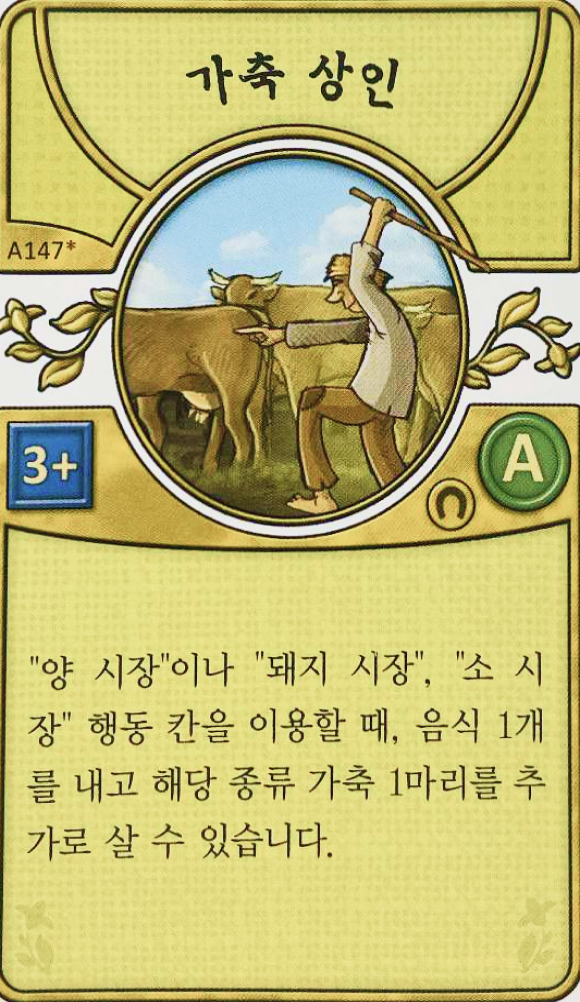 가축 상인
A147*
3+
A
"양 시장"이나 "돼지 시장", "소 시
장" 행동 칸을 이용할 때, 음식 1개
를 내고 해당 종류 가축 1마리를 추
가로 살 수 있습니다.